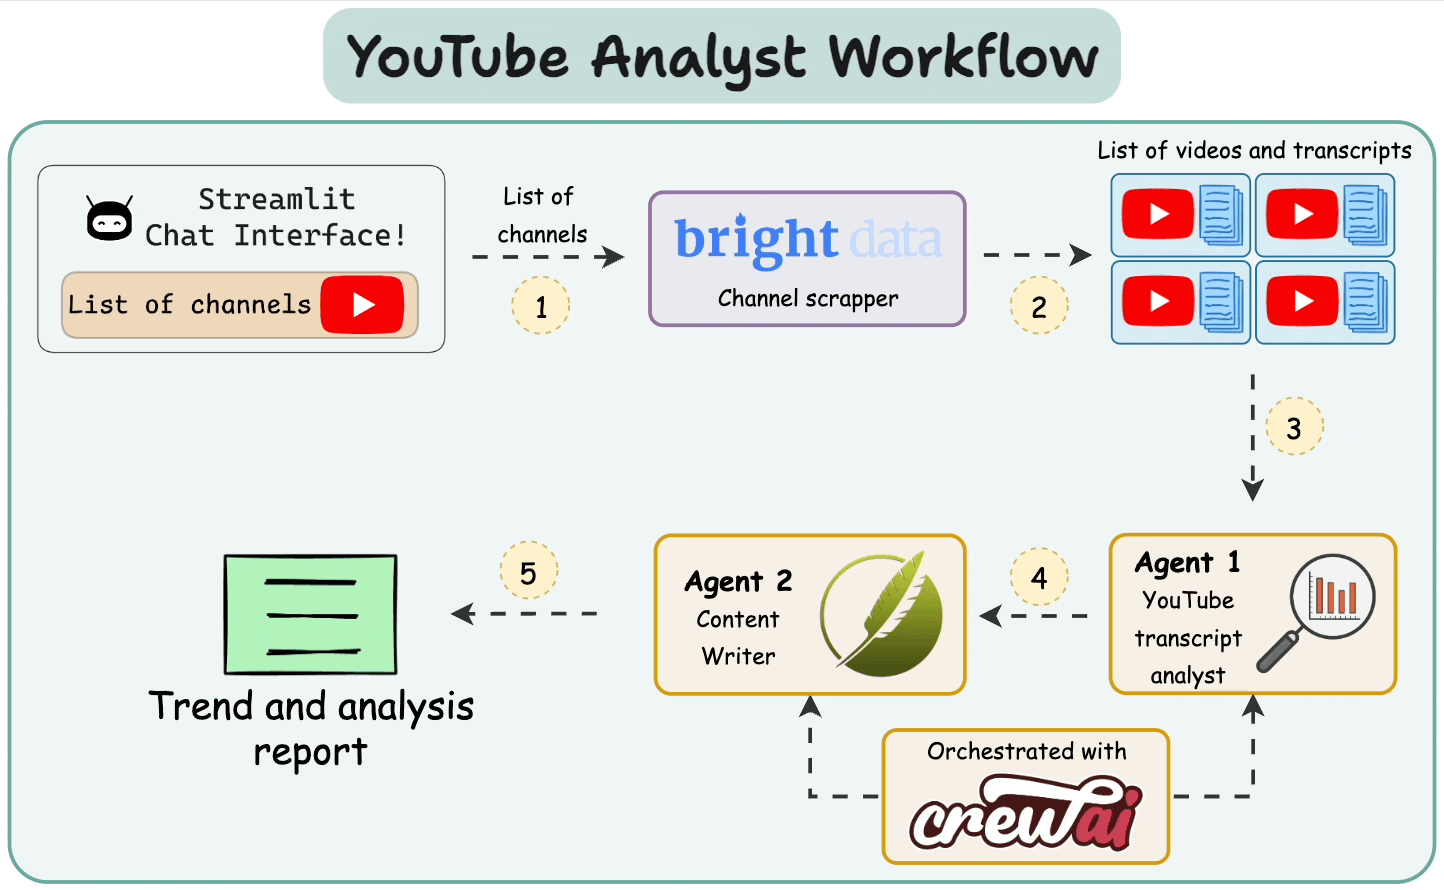 YouTube Analyst Workflow
Streamlit
Chat Interface!
List of channels
List of
channels
1
bright data
Channel scrapper
2
List of videos and transcripts
3
Agent 1
YouTube
transcript
analyst
4
Agent 2
Content
Writer
5
Trend and analysis
report
Orchestrated with
crewai